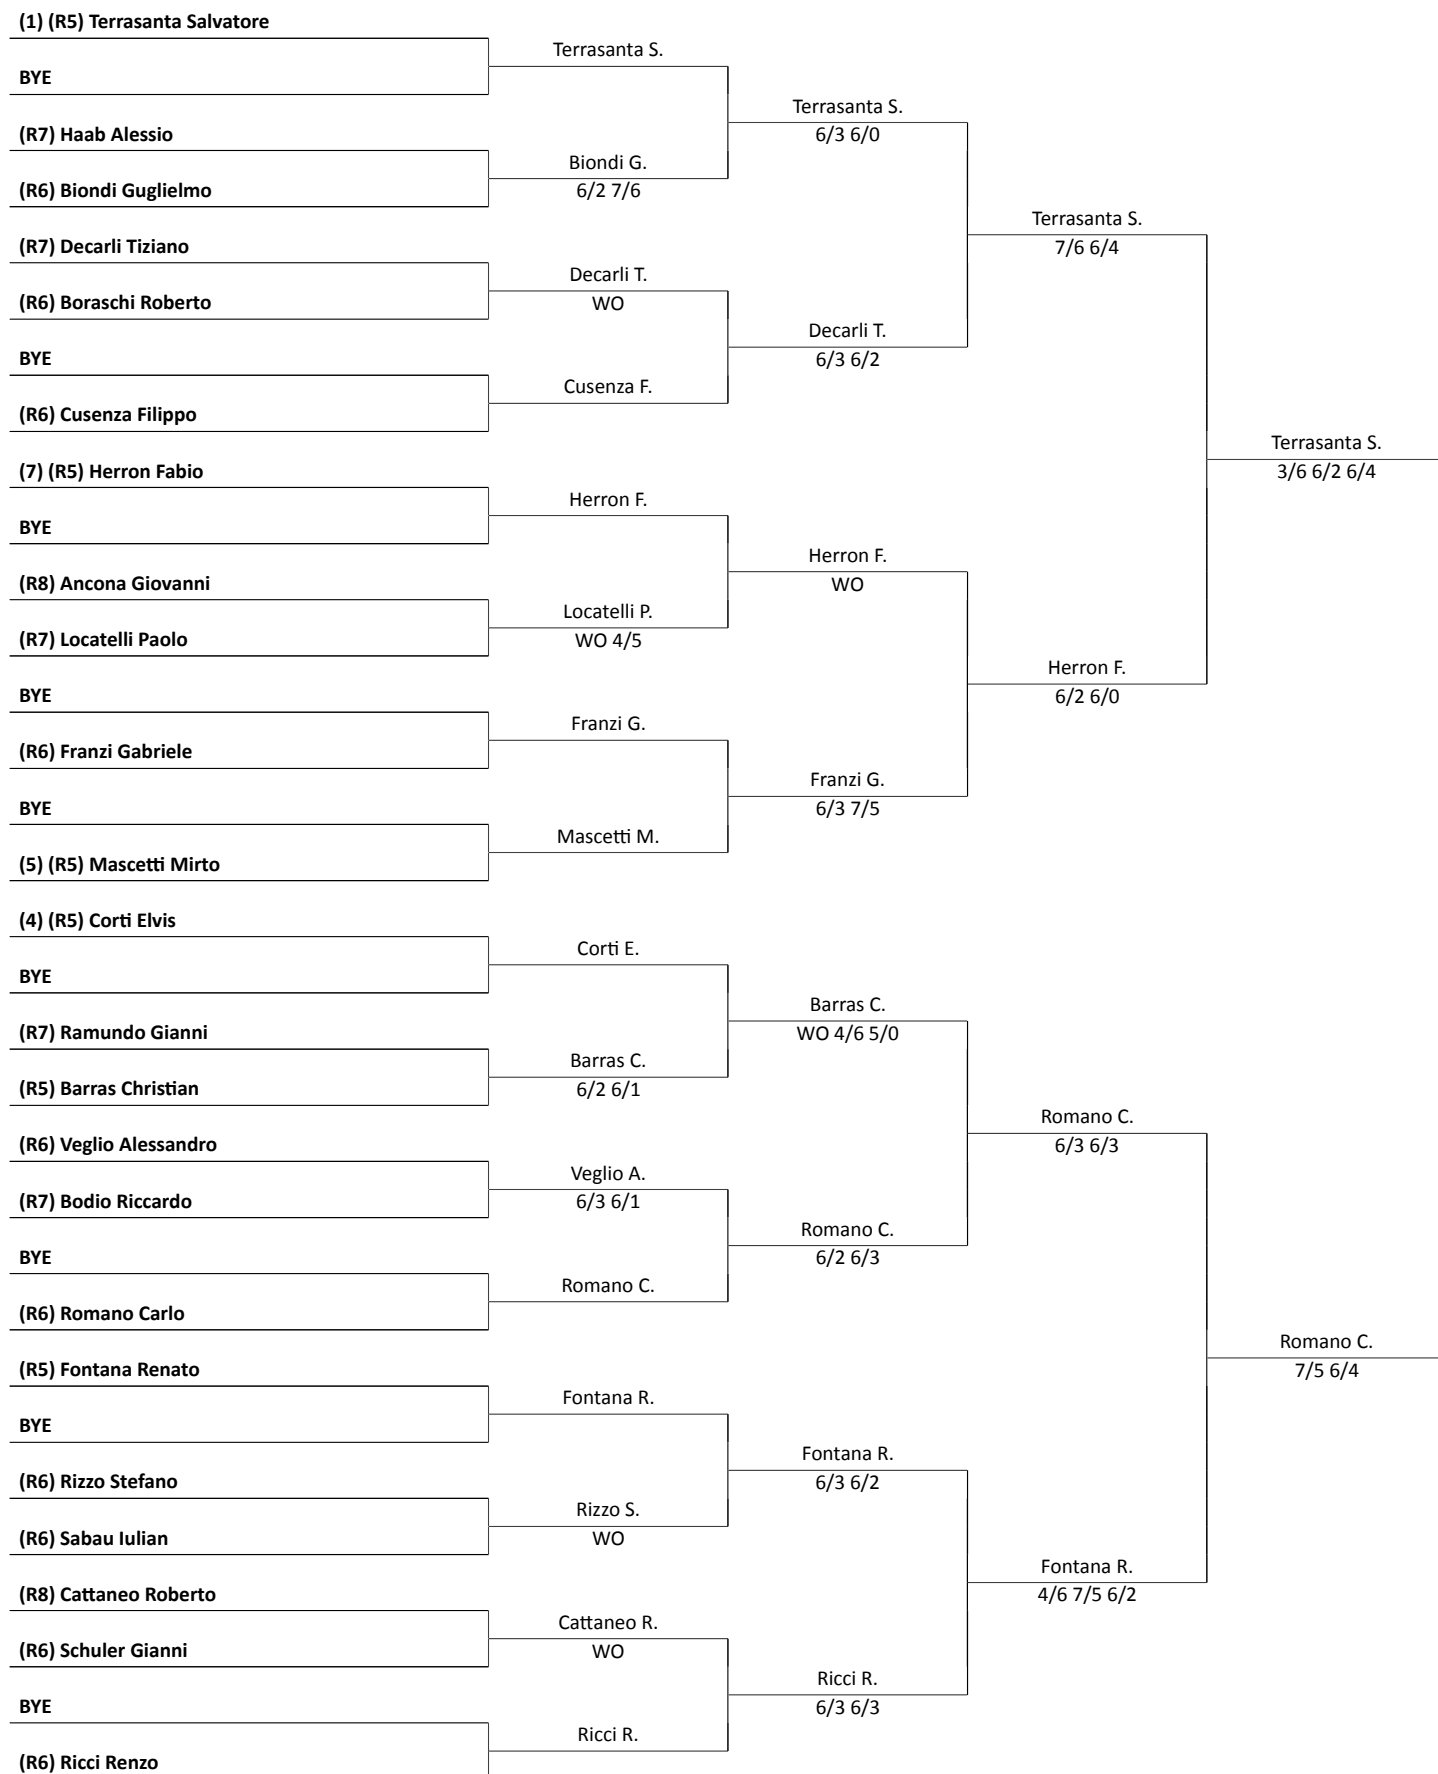 (1) (R5) Terrasanta Salvatore
Terrasanta S.
BYE
Terrasanta S.
6/3 6/0
(R7) Haab Alessio
Biondi G.
6/2 7/6
(R6) Biondi Guglielmo
Terrasanta S.
7/6 6/4
(R7) Decarli Tiziano
Decarli T.
WO
(R6) Boraschi Roberto
Decarli T.
6/3 6/2
BYE
Cusenza F.
(R6) Cusenza Filippo
Terrasanta S.
3/6 6/2 6/4
(7) (R5) Herron Fabio
Herron F.
BYE
Herron F.
WO
(R8) Ancona Giovanni
Locatelli P.
WO 4/5
(R7) Locatelli Paolo
Herron F.
6/2 6/0
BYE
Franzi G.
(R6) Franzi Gabriele
Franzi G.
6/3 7/5
BYE
Mascetti M.
(5) (R5) Mascetti Mirto
(4) (R5) Corti Elvis
Corti E.
BYE
Barras C.
WO 4/6 5/0
(R7) Ramundo Gianni
Barras C.
6/2 6/1
(R5) Barras Christian
Romano C.
6/3 6/3
(R6) Veglio Alessandro
Veglio A.
6/3 6/1
(R7) Bodio Riccardo
Romano C.
6/2 6/3
BYE
Romano C.
(R6) Romano Carlo
Romano C.
7/5 6/4
(R5) Fontana Renato
Fontana R.
BYE
Fontana R.
6/3 6/2
(R6) Rizzo Stefano
Rizzo S.
WO
(R6) Sabau Iulian
Fontana R.
4/6 7/5 6/2
(R8) Cattaneo Roberto
Cattaneo R.
WO
(R6) Schuler Gianni
Ricci R.
6/3 6/3
BYE
Ricci R.
(R6) Ricci Renzo